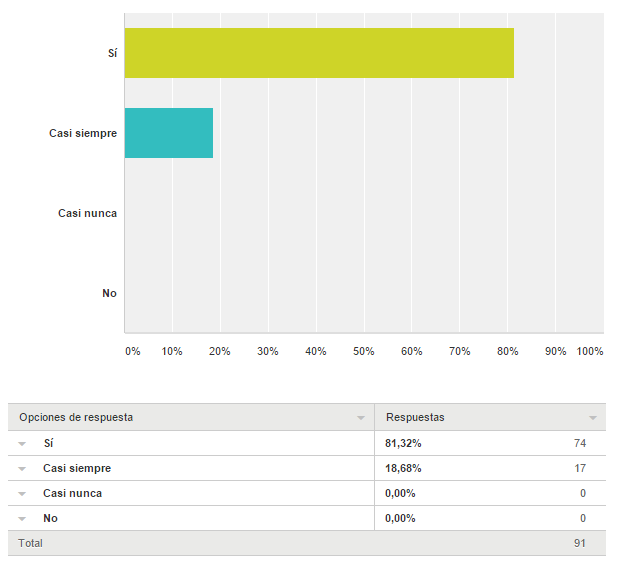 Sí
Casi siempre
Casi nunca
No
0% 10% 20% 30% 40% 50% 60% 70% 80% 90% 100%
Opciones de respuesta Respuestas
Sí 81,32% 74
Casi siempre 18,68% 17
Casi nunca 0,00% 0
No 0,00% 0
Total 91